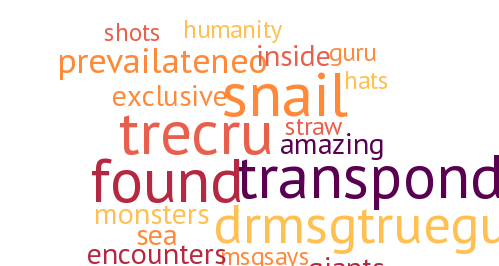 shots humanity
prevailateneo inside guru
hats
exclusive snail
trecru straw
amazing
found transpond
monsters drmsgtruegu
sea
encounters msgsays
giants